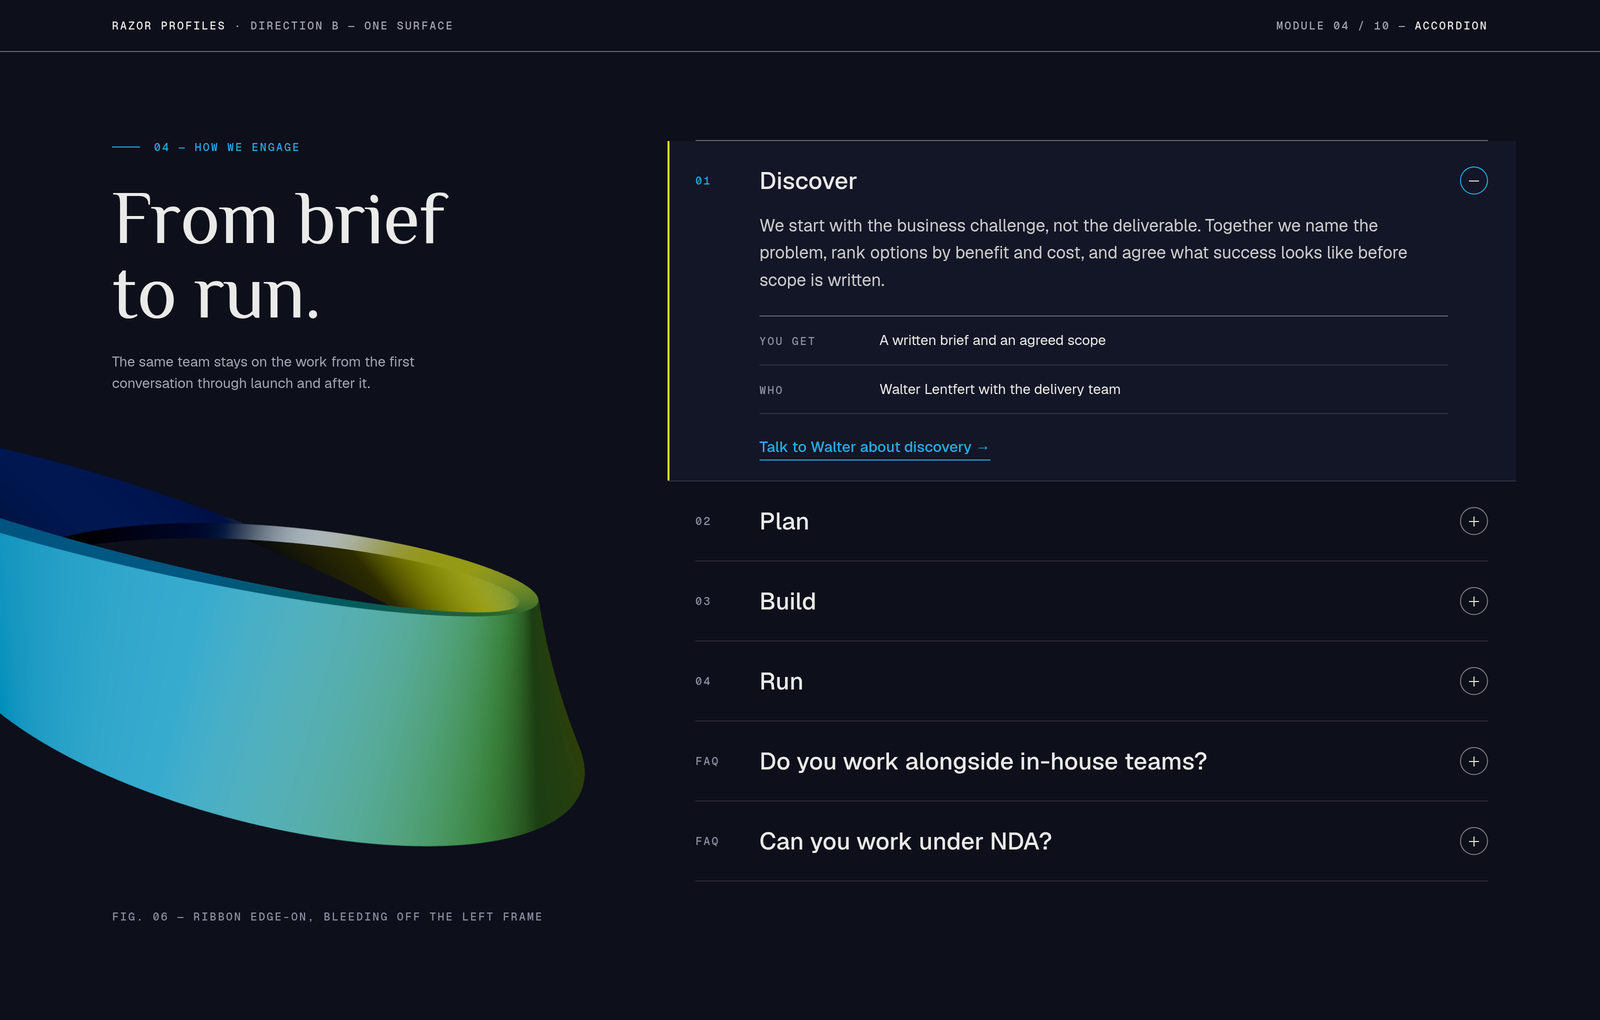 RAZOR PROFILES · DIRECTION B — ONE SURFACE
MODULE 04 / 10 — ACCORDION
04 — HOW WE ENGAGE
From brief
to run.
The same team stays on the work from the first
conversation through launch and after it.
FIG. 06 — RIBBON EDGE-ON, BLEEDING OFF THE LEFT FRAME
01 Discover
We start with the business challenge, not the deliverable. Together we name the
problem, rank options by benefit and cost, and agree what success looks like before
scope is written.
YOU GET A written brief and an agreed scope
WHO Walter Lentfert with the delivery team
Talk to Walter about discovery →
02 Plan
03 Build
04 Run
FAQ Do you work alongside in-house teams?
FAQ Can you work under NDA?